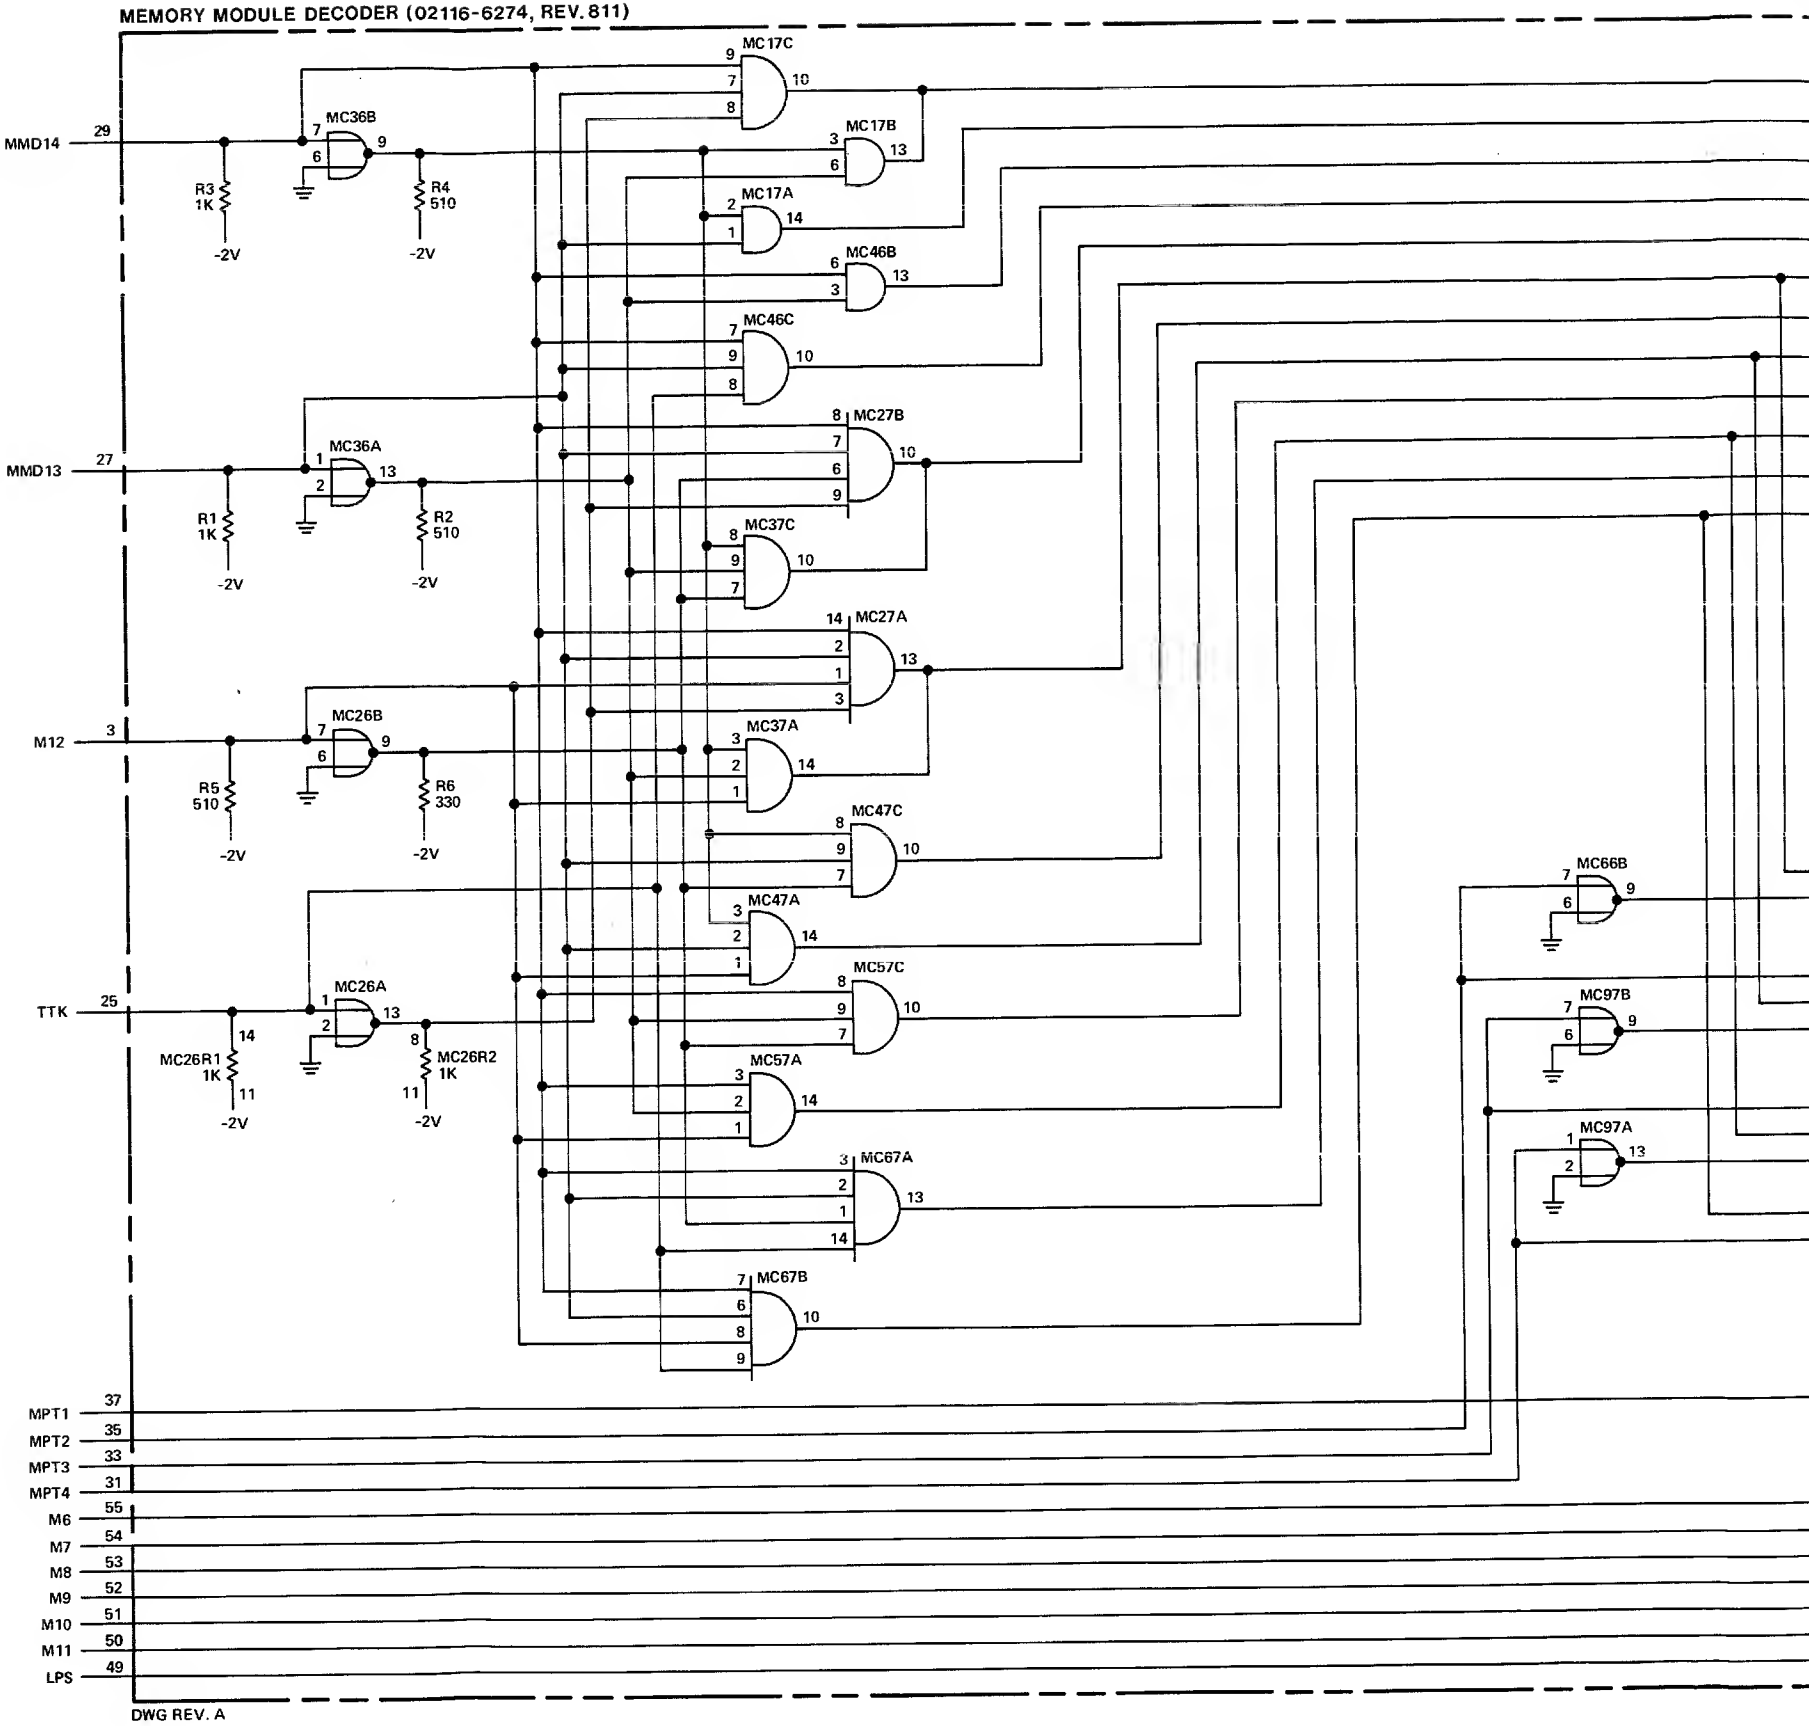 MEMORY MODULE DECODER (02116-6274, REV. 811)
MC17C
9
7
8
10
MC36B
MMD14
29
7
6
9
R3
1K
-2V
R4
510
-2V
MC17B
3
6
13
MC17A
2
1
14
MC46B
6
3
13
MC46C
7
9
8
10
MC36A
MMD13
27
1
2
13
R1
1K
-2V
R2
510
-2V
MC27B
8
7
6
9
10
MC37C
8
9
7
10
MC27A
14
2
1
3
13
MC26B
M12
3
7
6
9
R5
510
-2V
R6
330
-2V
MC37A
3
2
1
14
MC47C
8
9
7
10
MC66B
7
6
9
MC47A
3
2
1
14
MC26A
TTK
25
1
2
13
14
MC26R1
1K
11
-2V
8
MC26R2
1K
11
-2V
MC57C
8
9
7
10
MC97B
7
6
9
MC57A
3
2
1
14
MC97A
1
2
13
MC67A
3
2
1
14
13
MC67B
7
6
8
9
10
MPT1 37
MPT2 35
MPT3 33
MPT4 31
M6 55
M7 54
M8 53
M9 52
M10 51
M11 50
LPS 49
DWG REV. A